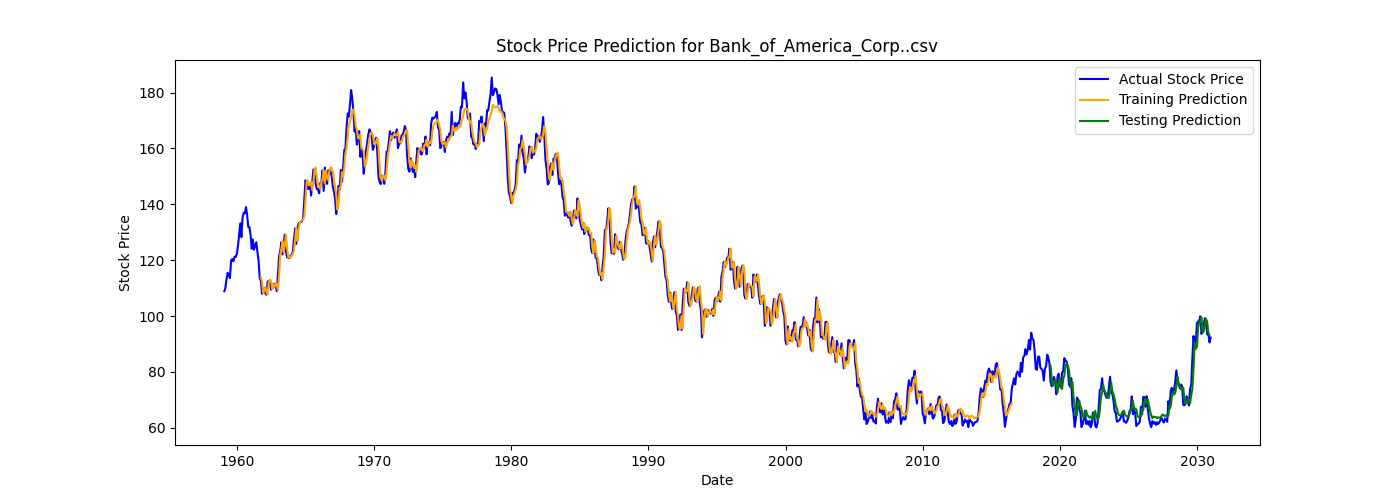 Stock Price Prediction for Bank_of_America_Corp..csv
Actual Stock Price
Training Prediction
Testing Prediction
Stock Price
180
160
140
120
100
80
60
1960 1970 1980 1990 2000 2010 2020 2030
Date